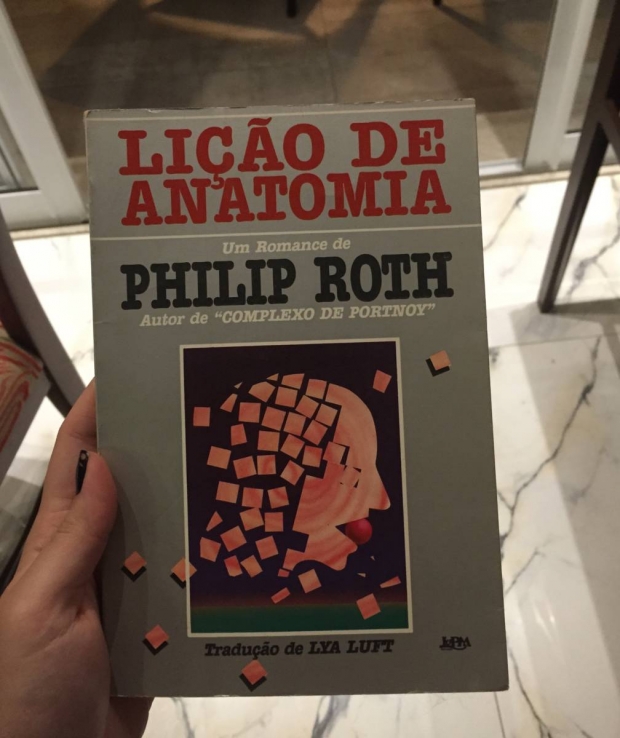 LIÇÃO DE
ANATOMIA
Um Romance de
PHILIP ROTH
Autor de "COMPLEXO DE PORTNOY"
Tradução de LYA LUFT
L&PM